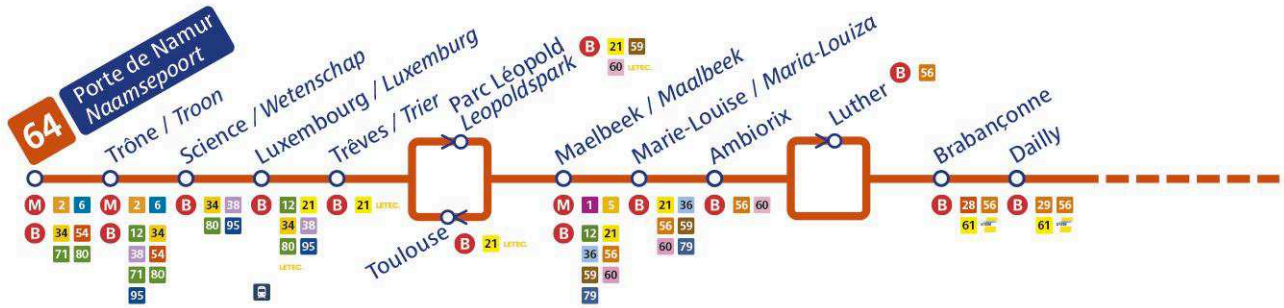 64
Porte de Namur
Naamsepoort
Trône / Troon
Science / Wetenschap
Luxembourg / Luxemburg
Trêves / Trier
Parc Léopold
Leopoldspark
B 21 59
60 LETEC.
Toulouse
B 21 LETEC.
Maelbeek / Maalbeek
Marie-Louise / Maria-Louiza
Ambiorix
Luther
B 56
Brabançonne
Dailly
M 2 6
B 34 54
71 80
M 2 6
B 12 34
38 54
71 80
95
B 34 38
80 95
B 12 21
34 38
80 95
LETEC.
B 21 LETEC.
M 1 5
B 12 21
36 56
59 60
79
B 21 36
56 59
60 79
B 56 60
B 28 56
61
B 29 56
61